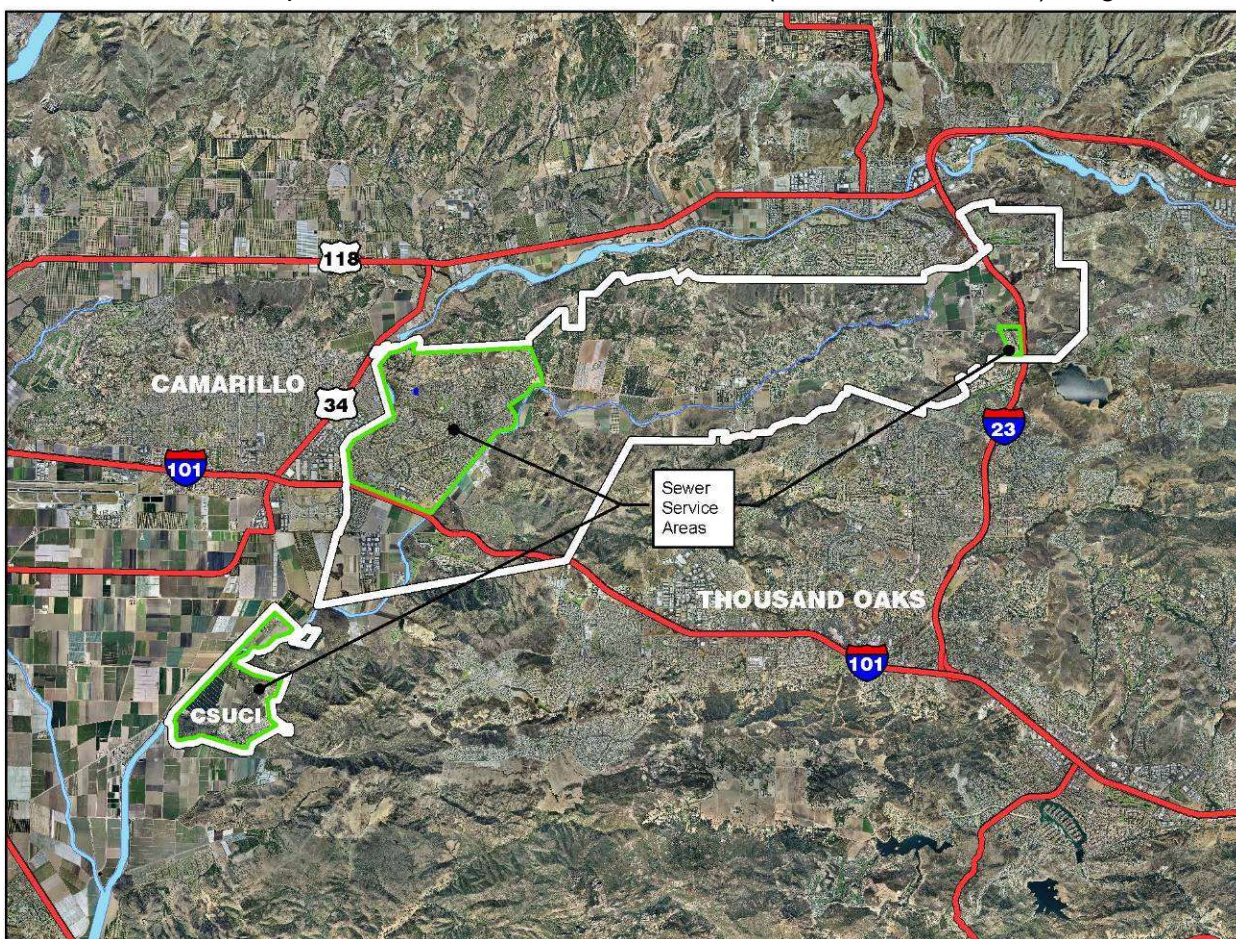 118
CAMARILLO
34
101
23
Sewer
Service
Areas
THOUSAND OAKS
101
CSUCI